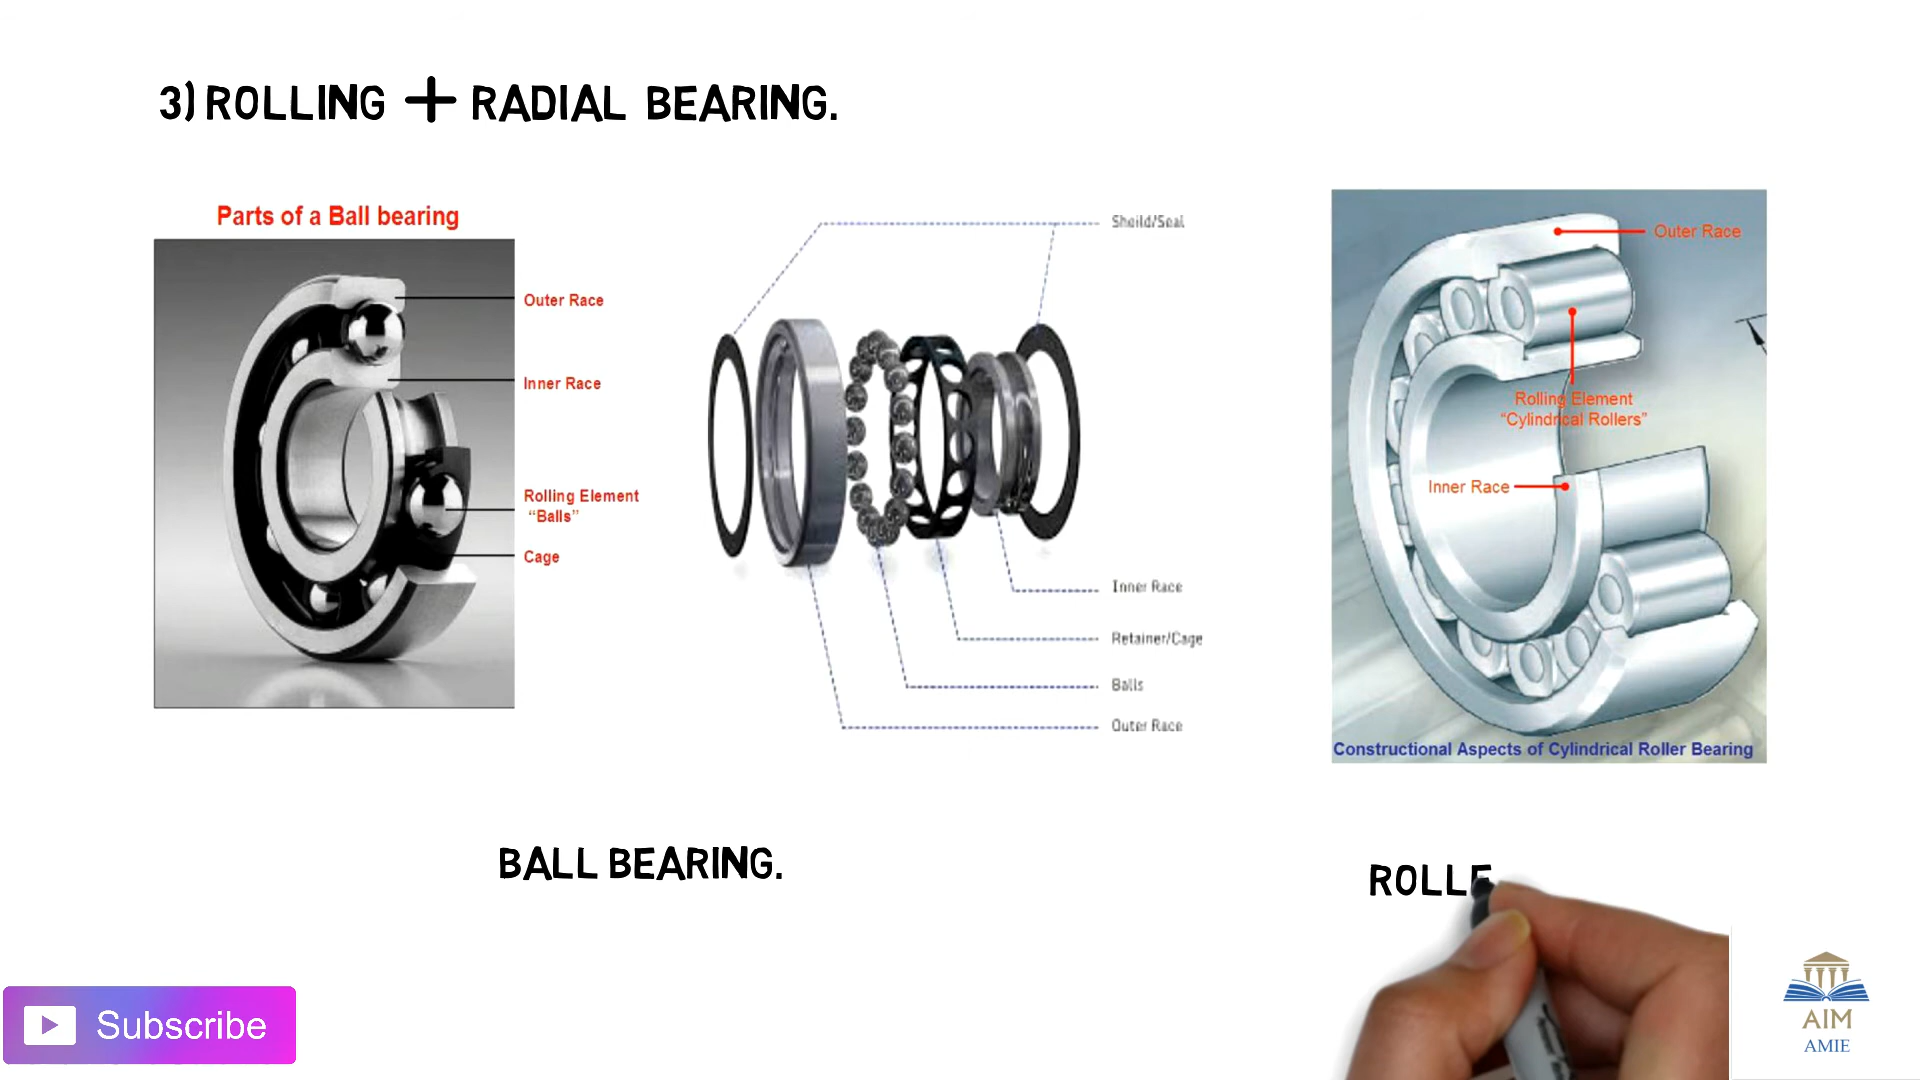 3) ROLLING + RADIAL BEARING.
Parts of a Ball bearing
Outer Race
Inner Race
Rolling Element
“Balls”
Cage
Sheild/Seal
Inner Race
Retainer/Cage
Balls
Outer Race
Outer Race
Rolling Element
“Cylindrical Rollers”
Inner Race
Constructional Aspects of Cylindrical Roller Bearing
BALL BEARING.
ROLLE
Subscribe
AIM
AMIE